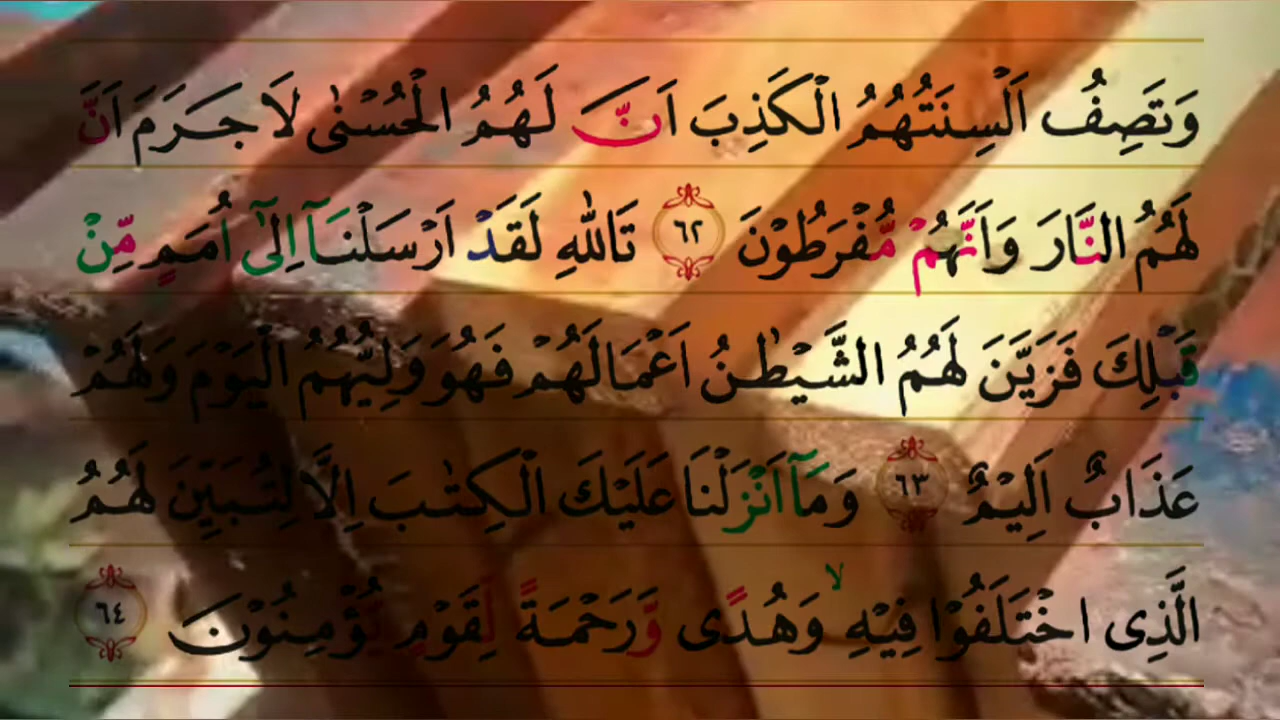 وَتَصِفُ اَلْسِنَتُهُمُ الْكَذِبَ اَنَّ لَهُمُ الْحُسْنٰى لَا جَرَمَ اَنَّ
لَهُمُ النَّارَ وَاَنَّهُمْ مُّفْرَطُوْنَ ٦٢ تَاللّٰهِ لَقَدْ اَرْسَلْنَآ اِلٰٓى اُمَمٍ مِّنْ
قَبْلِكَ فَزَيَّنَ لَهُمُ الشَّيْطٰنُ اَعْمَالَهُمْ فَهُوَ وَلِيُّهُمُ الْيَوْمَ وَلَهُمْ
عَذَابٌ اَلِيْمٌ ٦٣ وَمَآ اَنْزَلْنَا عَلَيْكَ الْكِتٰبَ اِلَّا لِتُبَيِّنَ لَهُمُ
الَّذِى اخْتَلَفُوْا فِيْهِ ۙ وَهُدًى وَّرَحْمَةً لِّقَوْمٍ يُّؤْمِنُوْنَ ٦٤